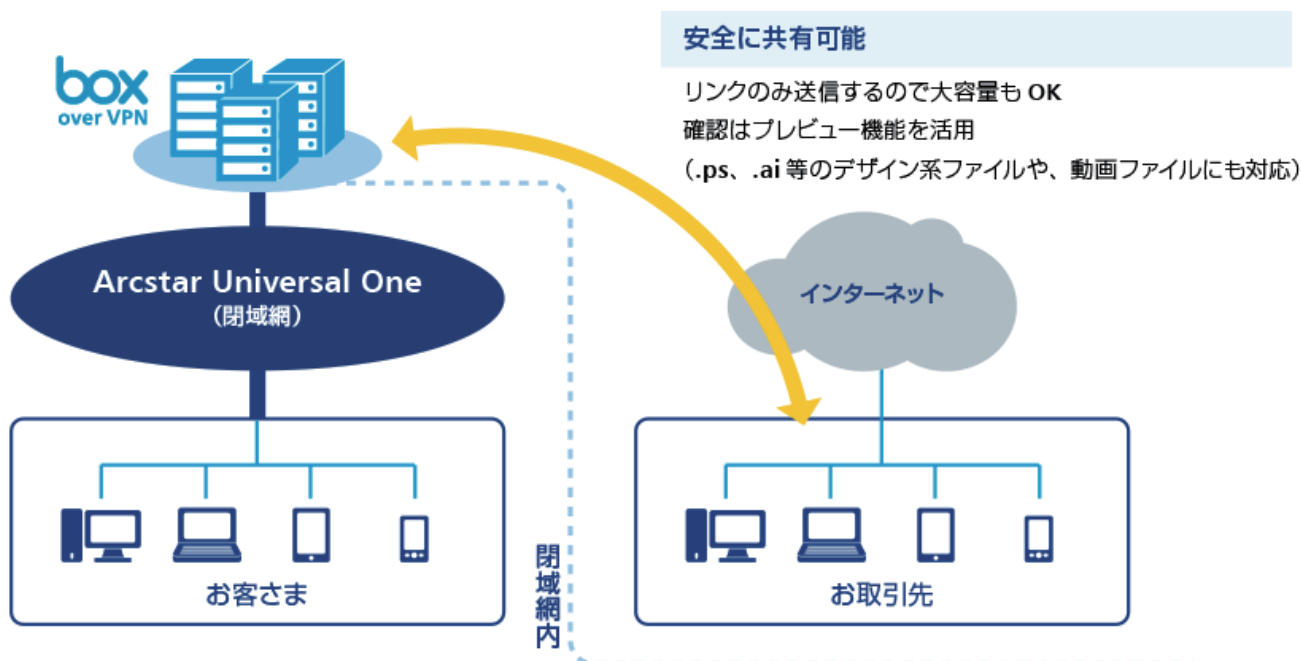 box
over VPN
安全に共有可能
リンクのみ送信するので大容量も OK
確認はプレビュー機能を活用
（.ps、.ai 等のデザイン系ファイルや、動画ファイルにも対応）
Arcstar Universal One
（閉域網）
インターネット
お客さま
閉域網内
お取引先